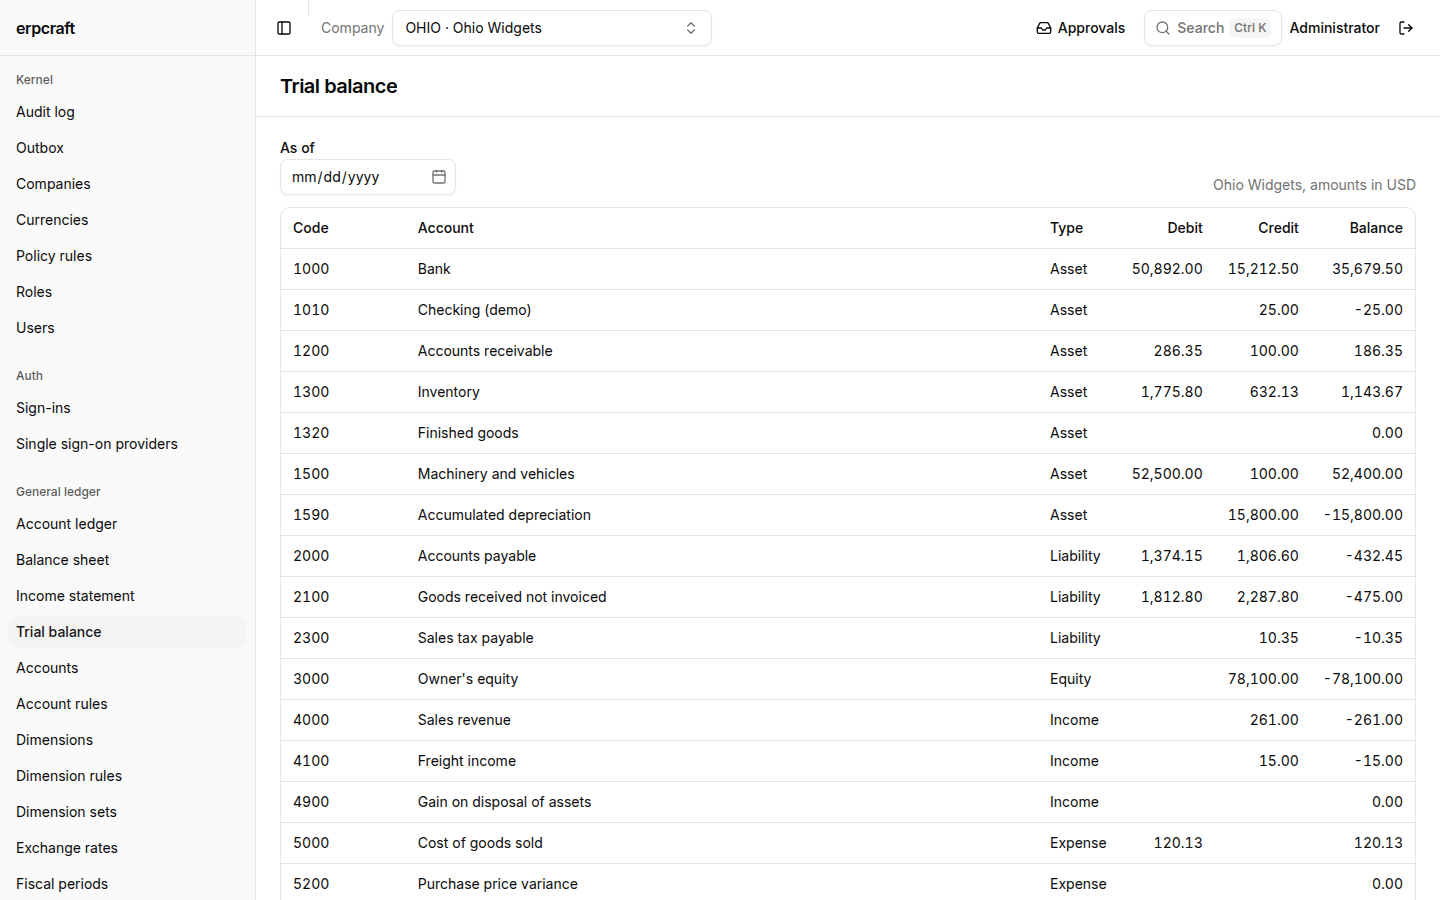 erpcraft
Company
OHIO · Ohio Widgets
Approvals
Search Ctrl K
Administrator
Kernel
Audit log
Outbox
Companies
Currencies
Policy rules
Roles
Users
Auth
Sign-ins
Single sign-on providers
General ledger
Account ledger
Balance sheet
Income statement
Trial balance
Accounts
Account rules
Dimensions
Dimension rules
Dimension sets
Exchange rates
Fiscal periods
Trial balance
As of
mm/dd/yyyy
Ohio Widgets, amounts in USD
Code Account Type Debit Credit Balance
1000 Bank Asset 50,892.00 15,212.50 35,679.50
1010 Checking (demo) Asset 25.00 -25.00
1200 Accounts receivable Asset 286.35 100.00 186.35
1300 Inventory Asset 1,775.80 632.13 1,143.67
1320 Finished goods Asset 0.00
1500 Machinery and vehicles Asset 52,500.00 100.00 52,400.00
1590 Accumulated depreciation Asset 15,800.00 -15,800.00
2000 Accounts payable Liability 1,374.15 1,806.60 -432.45
2100 Goods received not invoiced Liability 1,812.80 2,287.80 -475.00
2300 Sales tax payable Liability 10.35 -10.35
3000 Owner's equity Equity 78,100.00 -78,100.00
4000 Sales revenue Income 261.00 -261.00
4100 Freight income Income 15.00 -15.00
4900 Gain on disposal of assets Income 0.00
5000 Cost of goods sold Expense 120.13 120.13
5200 Purchase price variance Expense 0.00